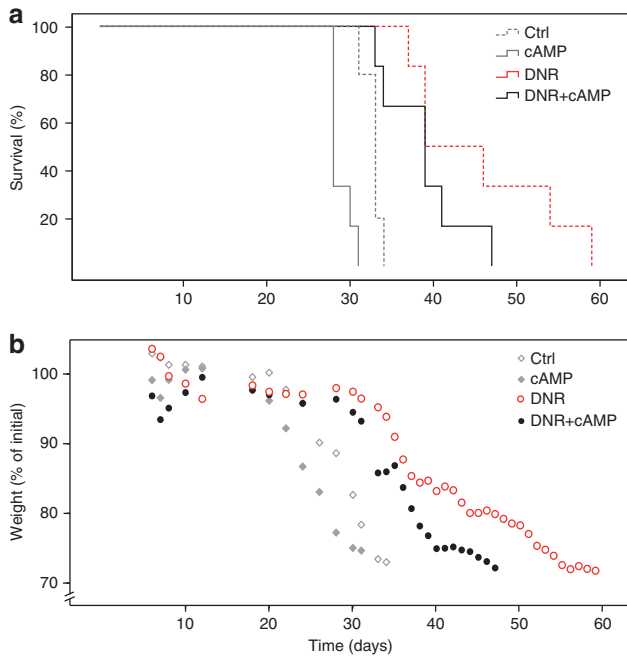 a
100
80
60
40
20
Survival (%)
10
20
30
40
50
60
Ctrl
cAMP
DNR
DNR+cAMP
b
100
90
80
70
Weight (% of initial)
10
20
30
40
50
60
Time (days)
Ctrl
cAMP
DNR
DNR+cAMP